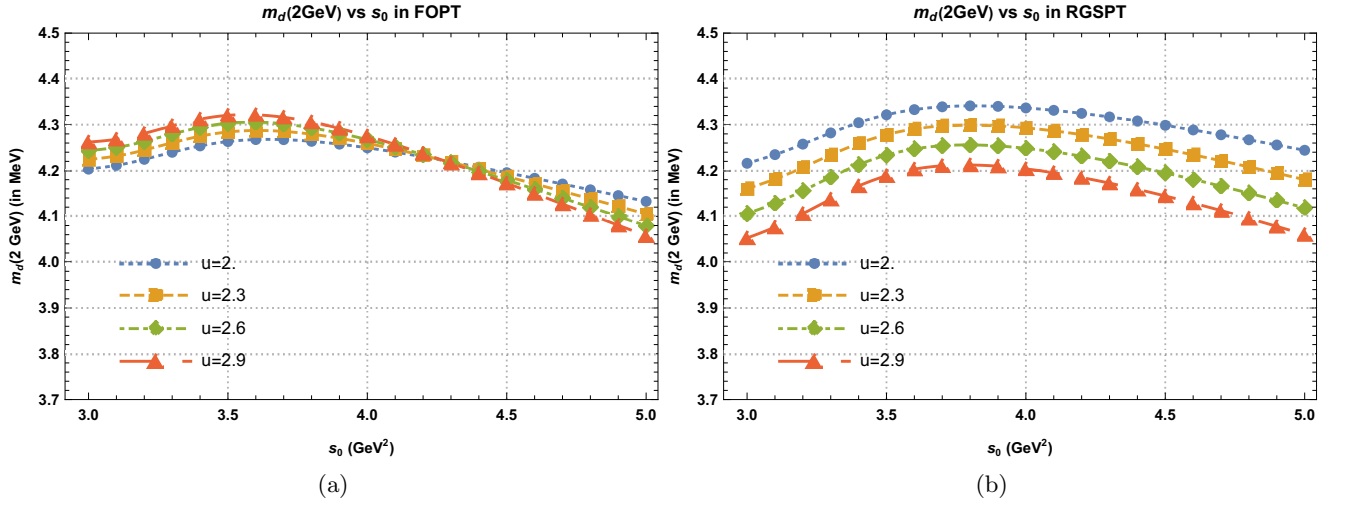 m_d(2GeV) vs s_0 in FOPT
m_d(2 GeV) (in MeV)
4.5
4.4
4.3
4.2
4.1
4.0
3.9
3.8
3.7
u=2.
u=2.3
u=2.6
u=2.9
3.0 3.5 4.0 4.5 5.0
s_0 (GeV²)
(a)
m_d(2GeV) vs s_0 in RGSPT
m_d(2 GeV) (in MeV)
4.5
4.4
4.3
4.2
4.1
4.0
3.9
3.8
3.7
u=2.
u=2.3
u=2.6
u=2.9
3.0 3.5 4.0 4.5 5.0
s_0 (GeV²)
(b)